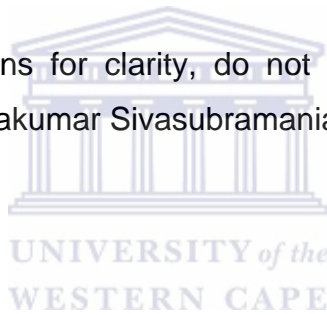 ns for clarity, do not
akumar Sivasubramania
UNIVERSITY of the
WESTERN CAPE